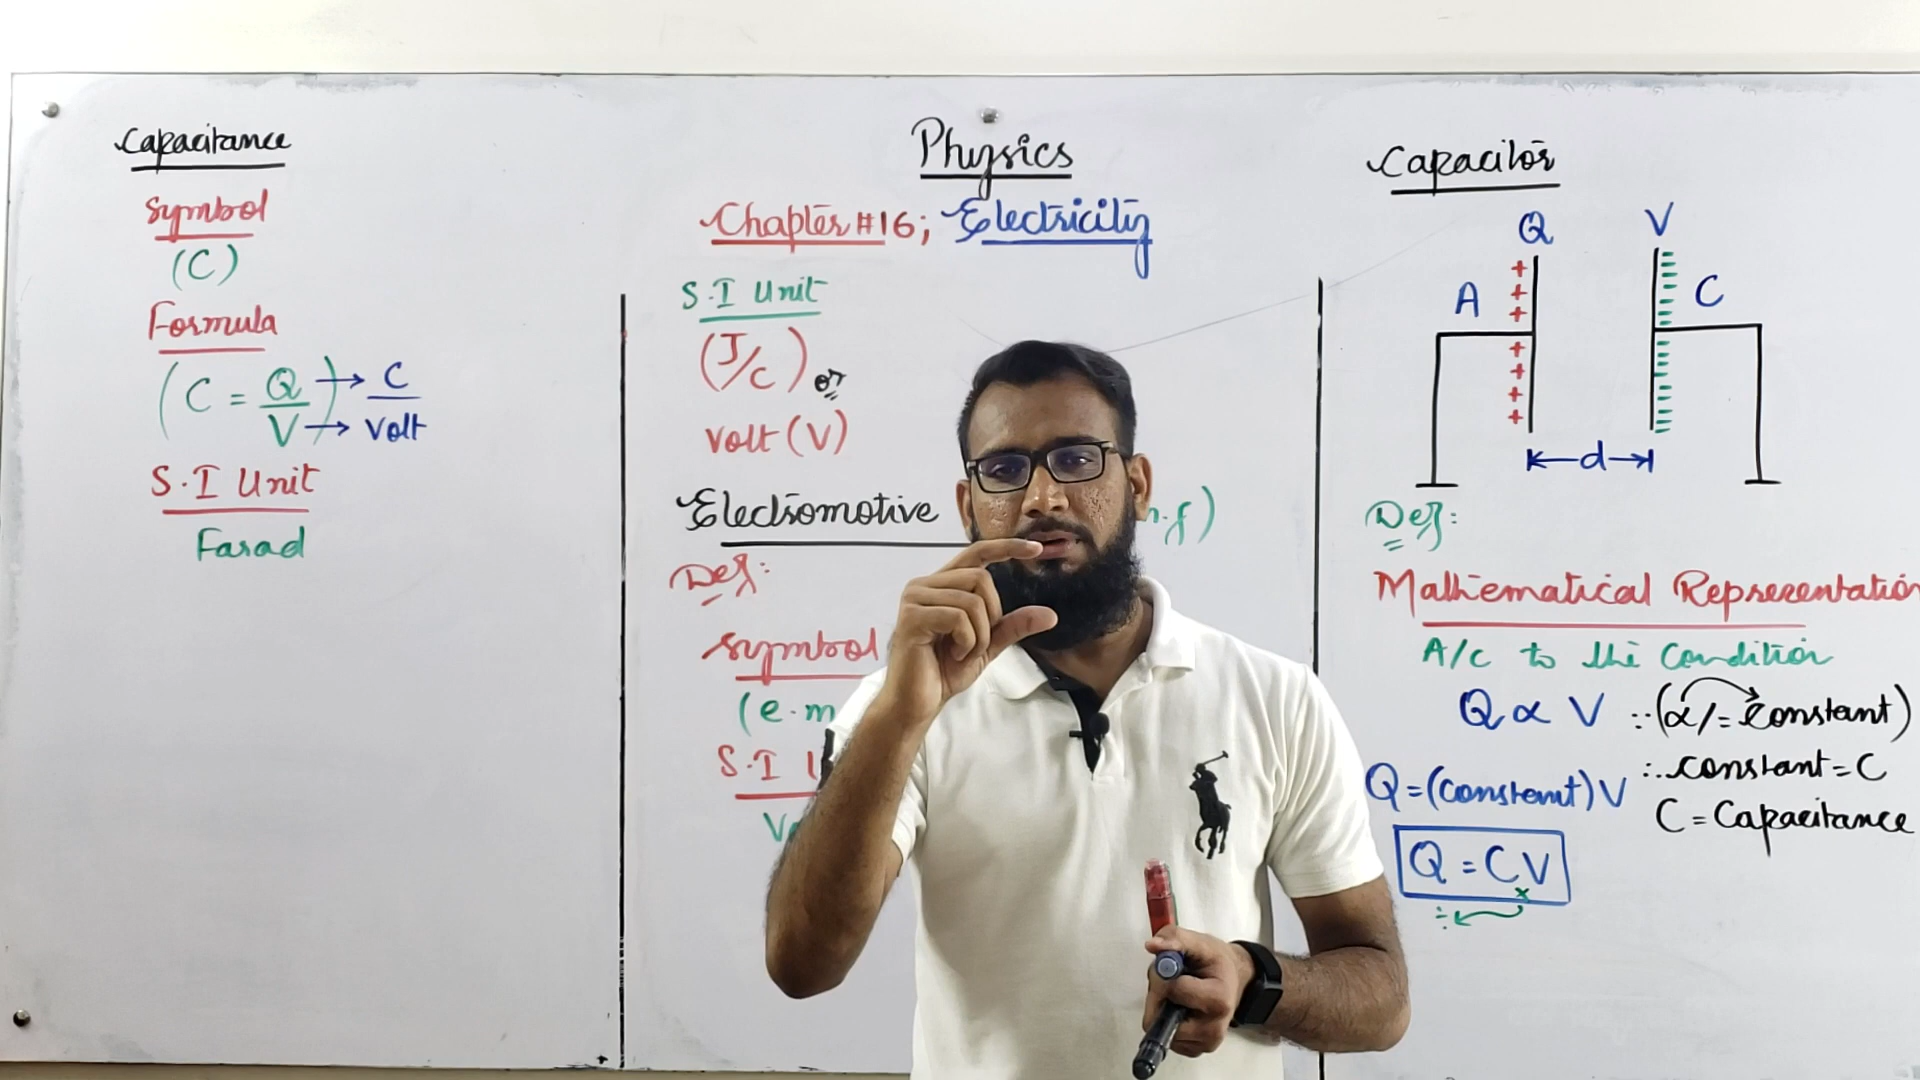 Capacitance
Symbol
(C)
Formula
(C = Q/V) → C
→ Volt
S.I Unit
Farad
Physics
Chapter #16; Electricity
S.I Unit
(J/C) or
Volt (V)
Electromotive
Def:
Symbol
(e.m
S.I
Capacitor
Q V
A C
+ + + + + + +
d
Def:
Mathematical Representation
A/c to the Condition
Q ∝ V ∵ (∝/= Constant)
Q = (Constant) V
∴ Constant = C
C = Capacitance
Q = CV
x
÷